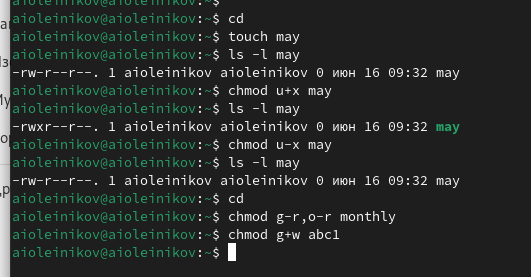 aioleinikov@aioleinikov:~$
aioleinikov@aioleinikov:~$ cd
aioleinikov@aioleinikov:~$ touch may
aioleinikov@aioleinikov:~$ ls -l may
-rw-r--r--. 1 aioleinikov aioleinikov 0 июн 16 09:32 may
aioleinikov@aioleinikov:~$ chmod u+x may
aioleinikov@aioleinikov:~$ ls -l may
-rwxr--r--. 1 aioleinikov aioleinikov 0 июн 16 09:32 may
aioleinikov@aioleinikov:~$ chmod u-x may
aioleinikov@aioleinikov:~$ ls -l may
-rw-r--r--. 1 aioleinikov aioleinikov 0 июн 16 09:32 may
aioleinikov@aioleinikov:~$ cd
aioleinikov@aioleinikov:~$ chmod g-r,o-r monthly
aioleinikov@aioleinikov:~$ chmod g+w abc1
aioleinikov@aioleinikov:~$